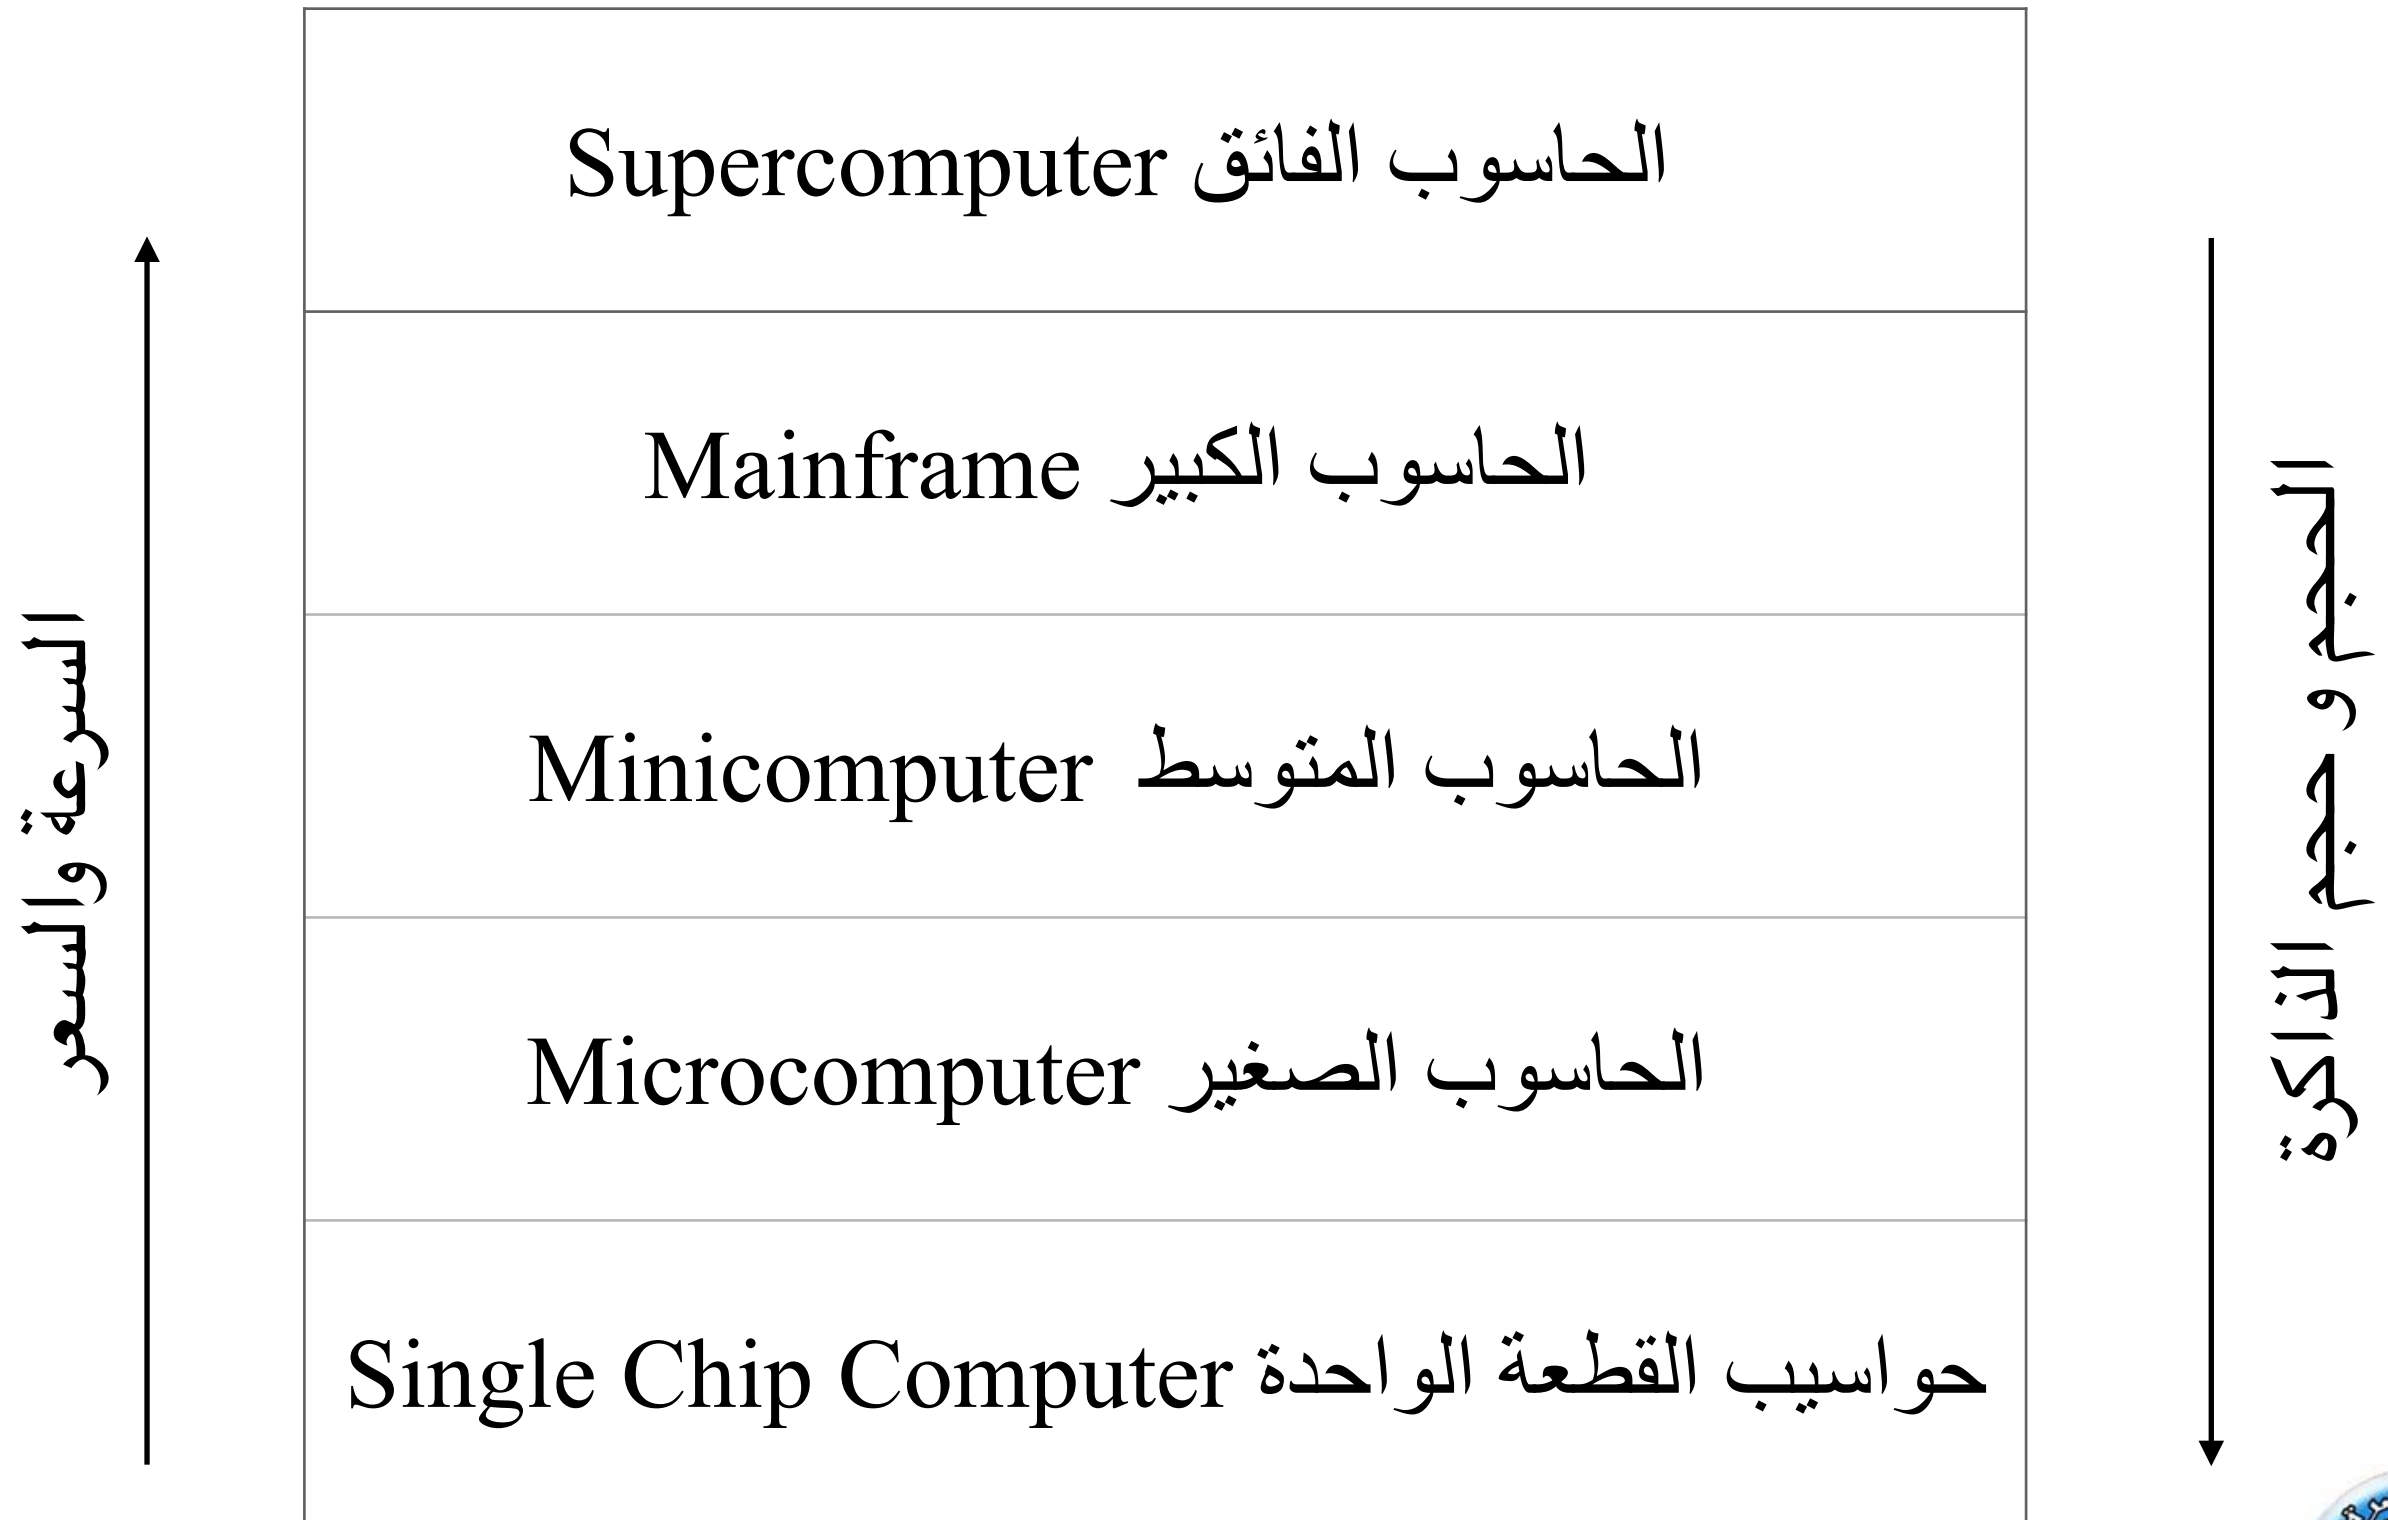 الحاسوب الفائق Supercomputer
الحاسوب الكبير Mainframe
الحاسوب المتوسط Minicomputer
الحاسوب الصغير Microcomputer
حواسيب القطعة الواحدة Single Chip Computer
السرعة والسعر
الحجم و حجم الذاكرة